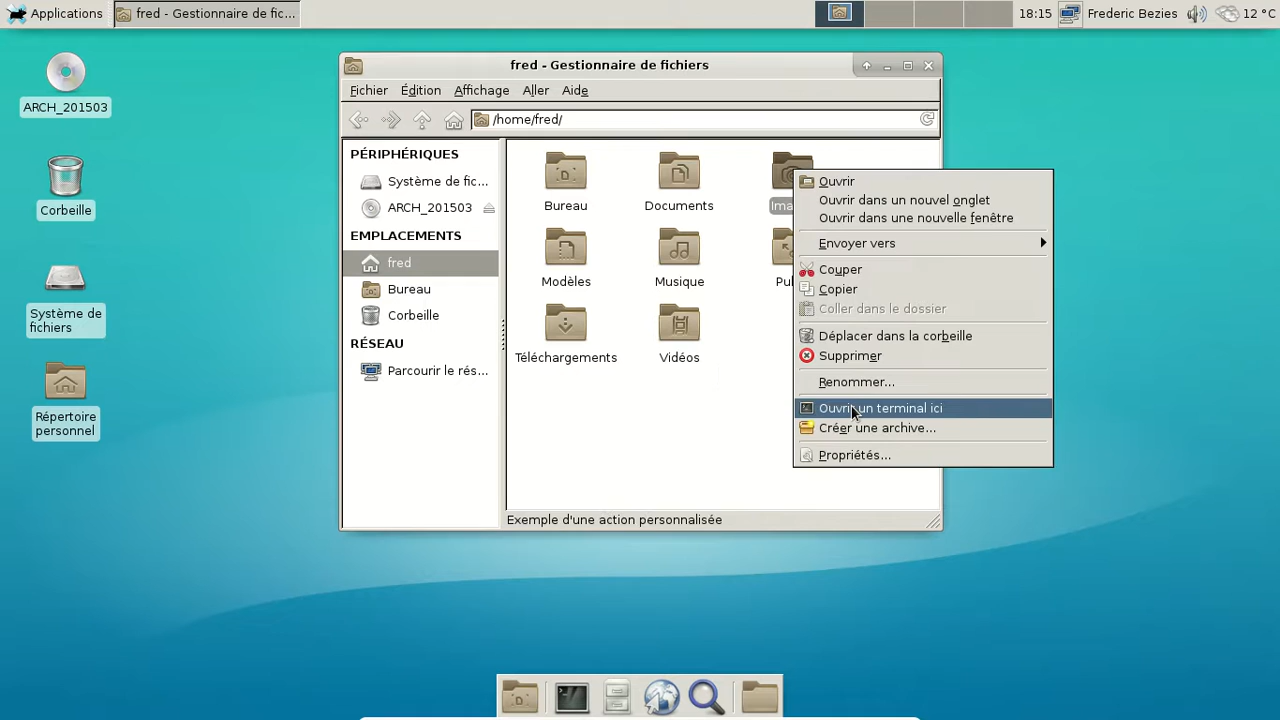 Applications
fred - Gestionnaire de fic...
18:15
Frederic Bezies
12 °C
ARCH_201503
Corbeille
Système de
fichiers
Répertoire
personnel
fred - Gestionnaire de fichiers
Fichier Édition Affichage Aller Aide
/home/fred/
PÉRIPHÉRIQUES
Système de fic...
ARCH_201503
EMPLACEMENTS
fred
Bureau
Corbeille
RÉSEAU
Parcourir le rés...
Bureau
Documents
Modèles
Musique
Téléchargements
Vidéos
Exemple d'une action personnalisée
Ouvrir
Ouvrir dans un nouvel onglet
Ouvrir dans une nouvelle fenêtre
Envoyer vers
Couper
Copier
Coller dans le dossier
Déplacer dans la corbeille
Supprimer
Renommer...
Ouvrir un terminal ici
Créer une archive...
Propriétés...